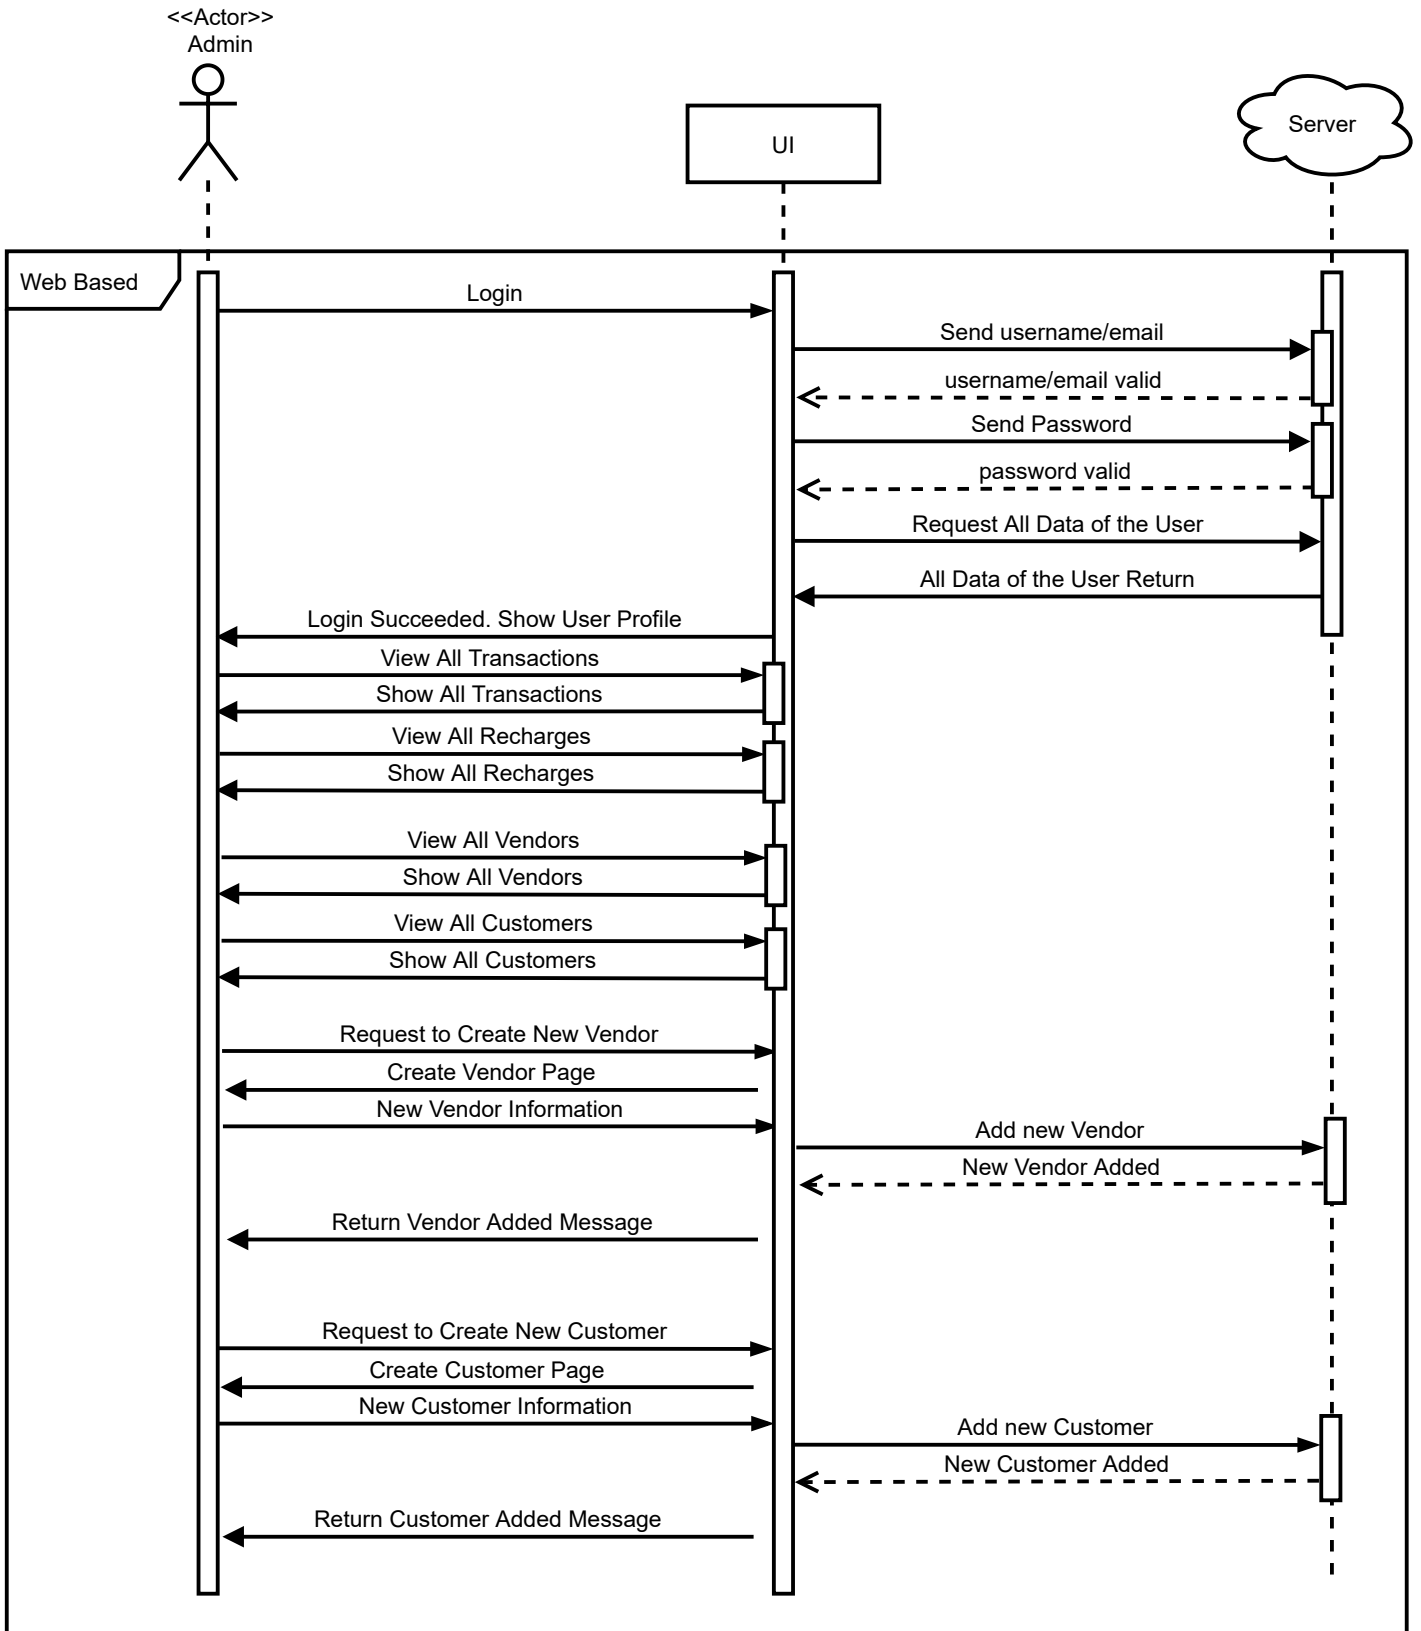 <<Actor>>
Admin
UI
Server
Web Based
Login
Send username/email
username/email valid
Send Password
password valid
Request All Data of the User
All Data of the User Return
Login Succeeded. Show User Profile
View All Transactions
Show All Transactions
View All Recharges
Show All Recharges
View All Vendors
Show All Vendors
View All Customers
Show All Customers
Request to Create New Vendor
Create Vendor Page
New Vendor Information
Add new Vendor
New Vendor Added
Return Vendor Added Message
Request to Create New Customer
Create Customer Page
New Customer Information
Add new Customer
New Customer Added
Return Customer Added Message